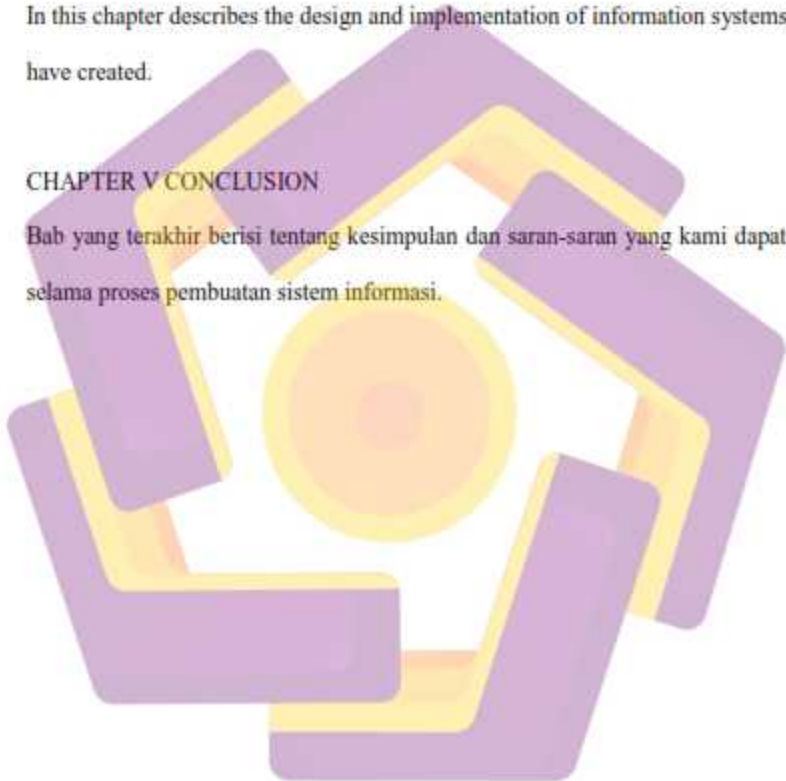 In this chapter describes the design and implementation of information systems
have created.
CHAPTER V CONCLUSION
Bab yang terakhir berisi tentang kesimpulan dan saran-saran yang kami dapat
selama proses pembuatan sistem informasi.